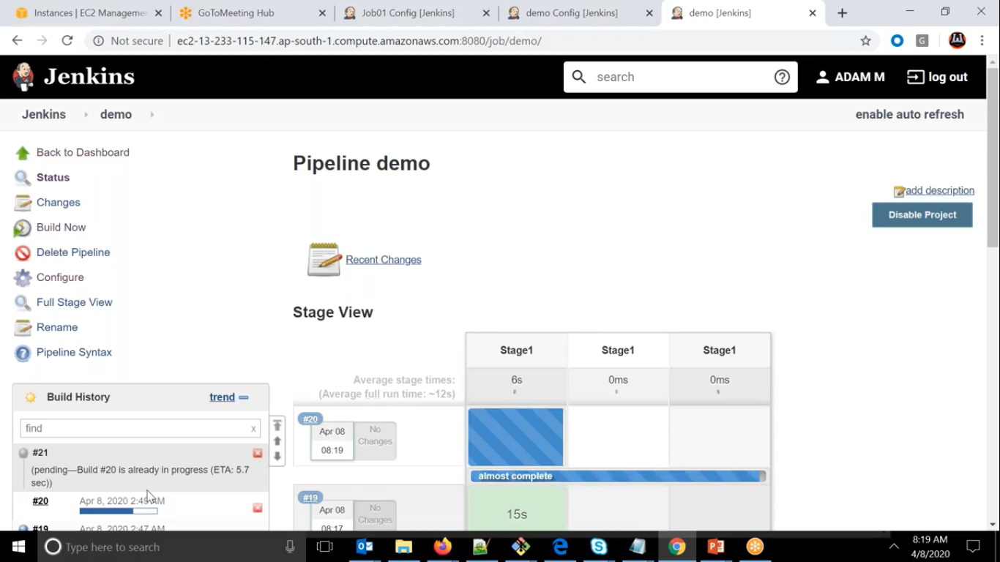 Instances | EC2 Managemer
GoToMeeting Hub
Job01 Config [Jenkins]
demo Config [Jenkins]
demo [Jenkins]
Not secure
ec2-13-233-115-147.ap-south-1.compute.amazonaws.com:8080/job/demo/
G
Jenkins
search
ADAM M
log out
Jenkins
demo
enable auto refresh
Back to Dashboard
Status
Changes
Build Now
Delete Pipeline
Configure
Full Stage View
Rename
Pipeline Syntax
Pipeline demo
add description
Disable Project
Recent Changes
Stage View
Stage1 Stage1 Stage1
Average stage times:
(Average full run time: ~12s)
6s 0ms 0ms
#20
Apr 08
08:19
No
Changes
almost complete
#19
Apr 08
08:17
No
Changes
15s
Build History
trend
find
x
#21
(pending—Build #20 is already in progress (ETA: 5.7
sec))
#20
Apr 8, 2020 2:49 AM
#19
Apr 8, 2020 2:47 AM
Type here to search
8:19 AM
4/8/2020